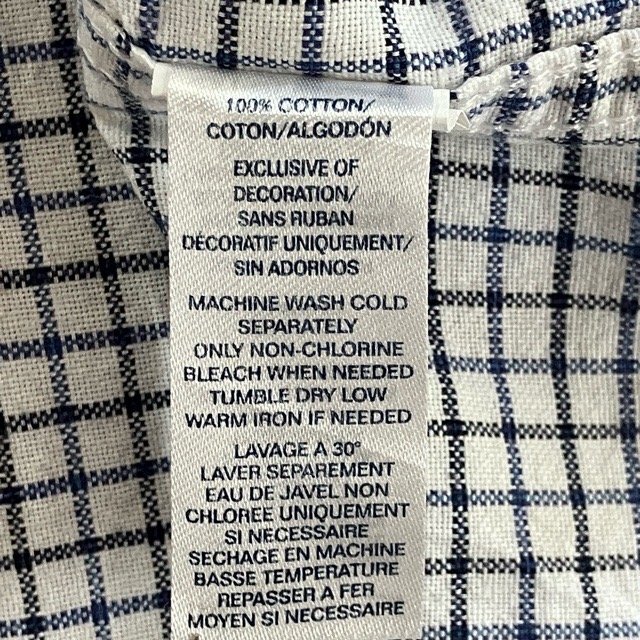 100% COTTON/
COTON/ALGODÓN
EXCLUSIVE OF
DECORATION/
SANS RUBAN
DÉCORATIF UNIQUEMENT/
SIN ADORNOS
MACHINE WASH COLD
SEPARATELY
ONLY NON-CHLORINE
BLEACH WHEN NEEDED
TUMBLE DRY LOW
WARM IRON IF NEEDED
LAVAGE A 30°
LAVER SEPAREMENT
EAU DE JAVEL NON
CHLOREE UNIQUEMENT
SI NECESSAIRE
SECHAGE EN MACHINE
BASSE TEMPERATURE
REPASSER A FER
MOYEN SI NECESSAIRE